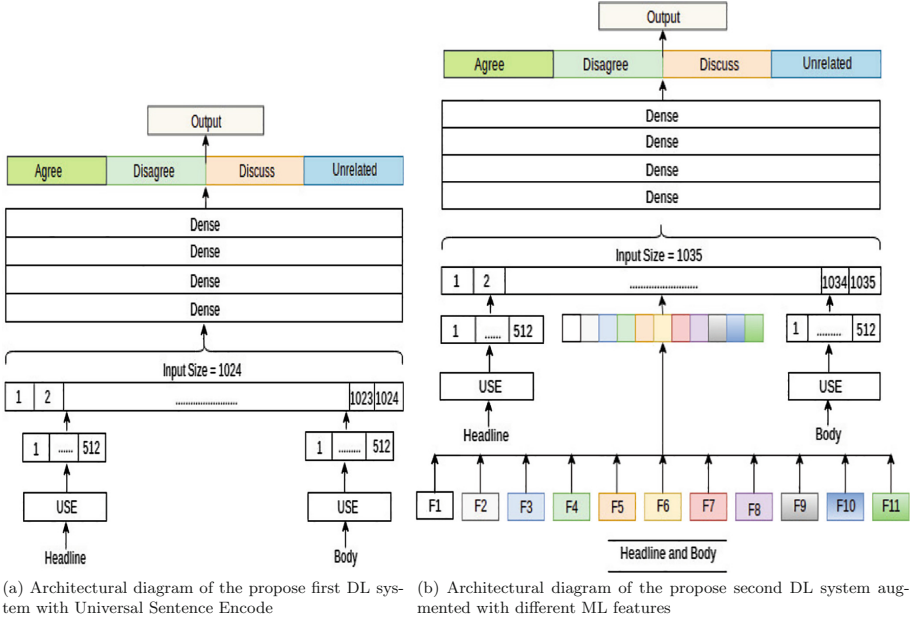 Output
Agree Disagree Discuss Unrelated
Dense
Dense
Dense
Dense
Input Size = 1024
1 2 ........................... 1023 1024
1 ...... 512 1 ......... 512
USE USE
Headline Body
(a) Architectural diagram of the propose first DL sys-
tem with Universal Sentence Encode
Output
Agree Disagree Discuss Unrelated
Dense
Dense
Dense
Dense
Input Size = 1035
1 2 ........................... 1034 1035
1 ...... 512 1 ......... 512
USE USE
Headline Body
F1 F2 F3 F4 F5 F6 F7 F8 F9 F10 F11
Headline and Body
(b) Architectural diagram of the propose second DL system aug-
mented with different ML features